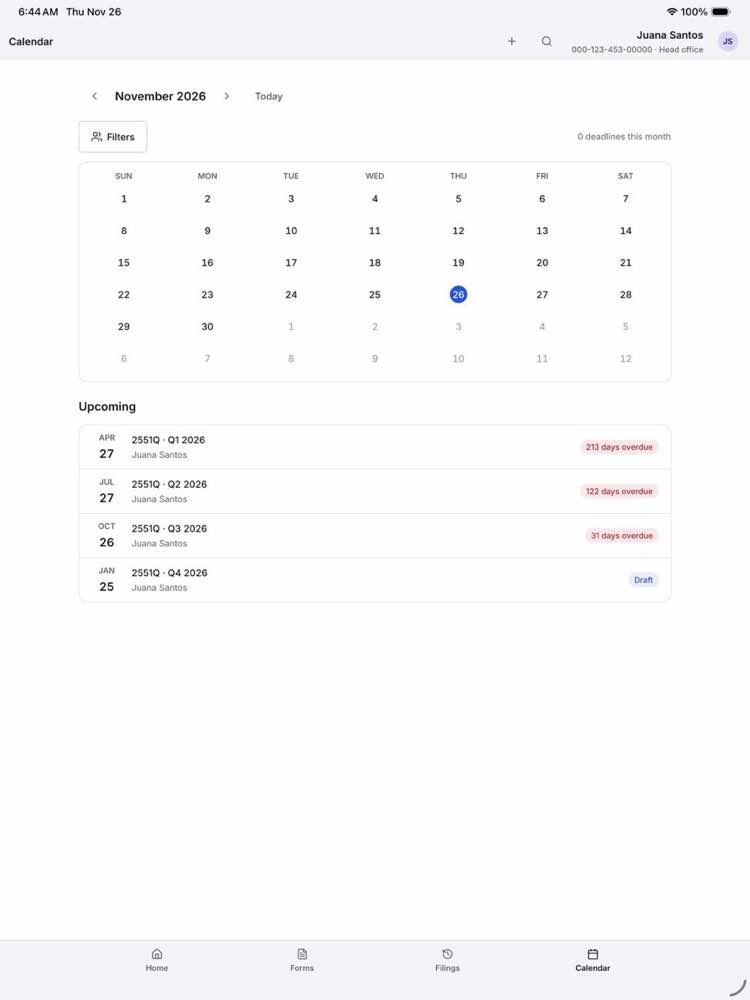 6:44 AM Thu Nov 26 100%
Calendar
Juana Santos
000-123-453-00000 · Head office
JS
November 2026 Today
Filters
0 deadlines this month
SUN MON TUE WED THU FRI SAT
1 2 3 4 5 6 7
8 9 10 11 12 13 14
15 16 17 18 19 20 21
22 23 24 25 26 27 28
29 30 1 2 3 4 5
6 7 8 9 10 11 12
Upcoming
APR
27
2551Q · Q1 2026
Juana Santos
213 days overdue
JUL
27
2551Q · Q2 2026
Juana Santos
122 days overdue
OCT
26
2551Q · Q3 2026
Juana Santos
31 days overdue
JAN
25
2551Q · Q4 2026
Juana Santos
Draft
Home Forms Filings Calendar